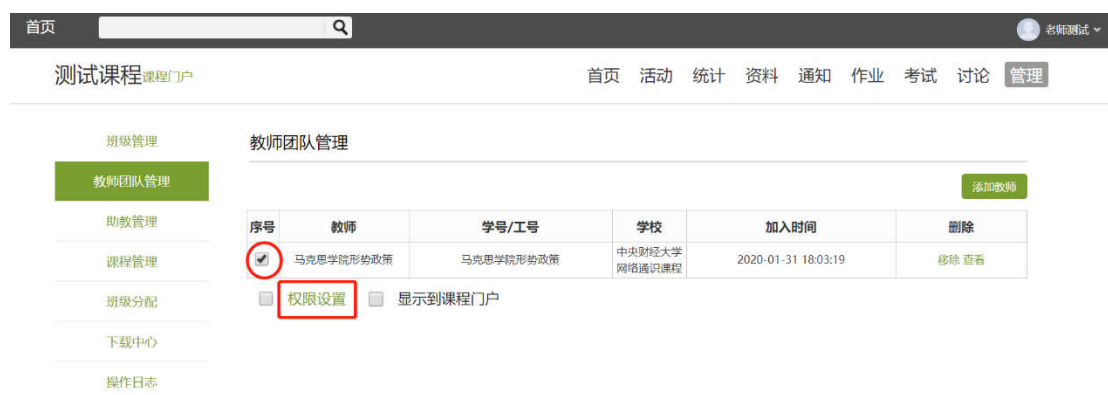 首页
老师测试
测试课程课程门户
首页 活动 统计 资料 通知 作业 考试 讨论 管理
班级管理
教师团队管理
助教管理
课程管理
班级分配
下载中心
操作日志
教师团队管理
添加教师
序号 教师 学号/工号 学校 加入时间 删除
马克思学院形势政策 马克思学院形势政策 中央财经大学网络通识课程 2020-01-31 18:03:19 移除 查看
权限设置 显示到课程门户